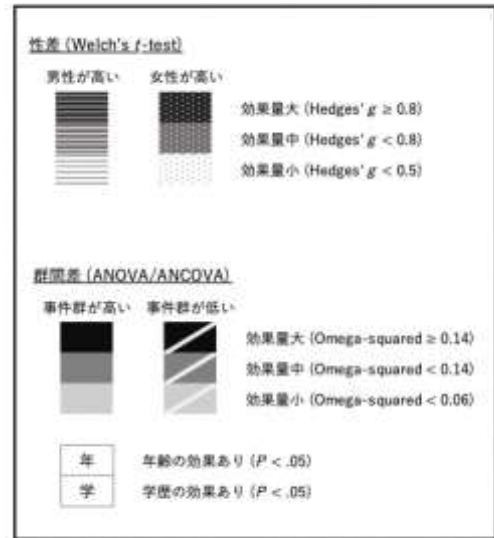 性差 (Welch's t-test)
男性が高い 女性が高い
効果量大 (Hedges' g ≥ 0.8)
効果量中 (Hedges' g < 0.8)
効果量小 (Hedges' g < 0.5)
群間差 (ANOVA/ANCOVA)
事件群が高い 事件群が低い
効果量大 (Omega-squared ≥ 0.14)
効果量中 (Omega-squared < 0.14)
効果量小 (Omega-squared < 0.06)
年 年齢の効果あり (P < .05)
学 学歴の効果あり (P < .05)